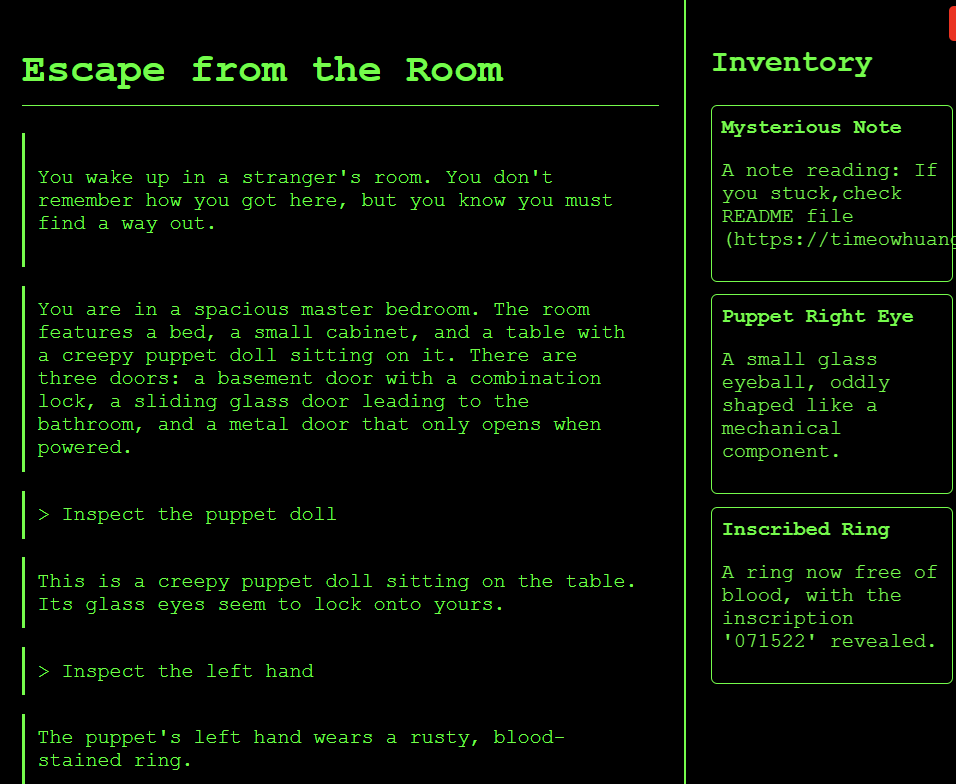 Escape from the Room
You wake up in a stranger's room. You don't
remember how you got here, but you know you must
find a way out.
You are in a spacious master bedroom. The room
features a bed, a small cabinet, and a table with
a creepy puppet doll sitting on it. There are
three doors: a basement door with a combination
lock, a sliding glass door leading to the
bathroom, and a metal door that only opens when
powered.
> Inspect the puppet doll
This is a creepy puppet doll sitting on the table.
Its glass eyes seem to lock onto yours.
> Inspect the left hand
The puppet's left hand wears a rusty, blood-
stained ring.
Inventory
Mysterious Note
A note reading: If
you stuck,check
README file
(https://timeowhuang
Puppet Right Eye
A small glass
eyeball, oddly
shaped like a
mechanical
component.
Inscribed Ring
A ring now free of
blood, with the
inscription
'071522' revealed.